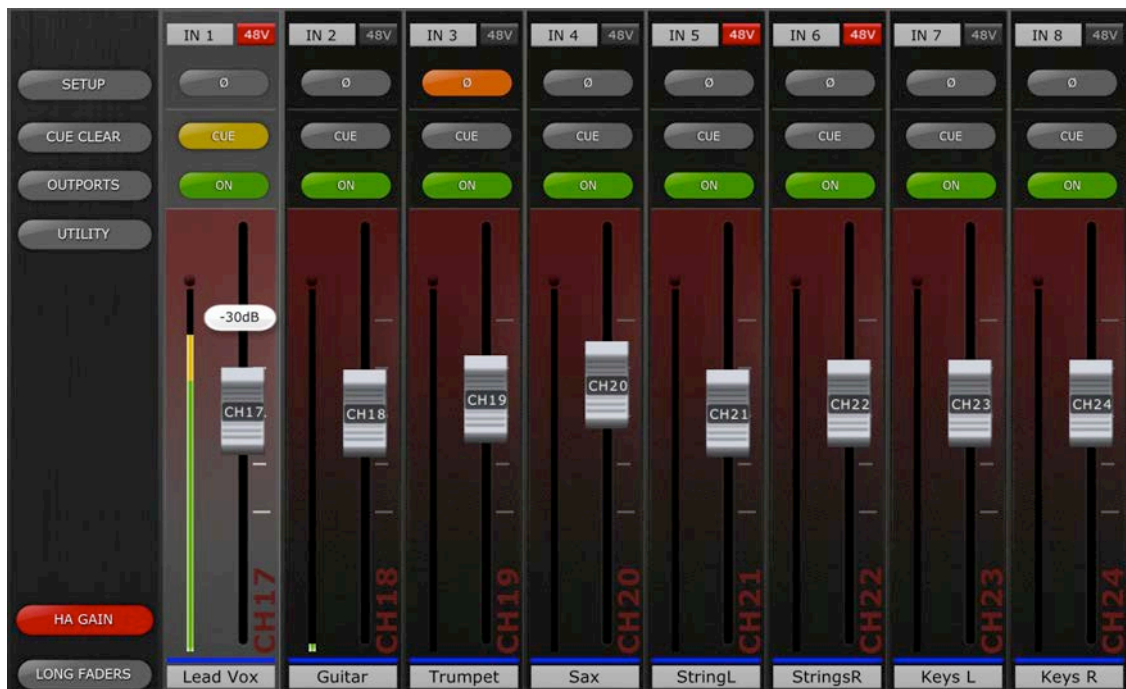 IN 1 48V IN 2 48V IN 3 48V IN 4 48V IN 5 48V IN 6 48V IN 7 48V IN 8 48V
SETUP Ø Ø Ø Ø Ø Ø Ø Ø
CUE CLEAR CUE CUE CUE CUE CUE CUE CUE CUE
OUTPORTS ON ON ON ON ON ON ON ON
UTILITY
-30dB
CH17 CH18 CH19 CH20 CH21 CH22 CH23 CH24
CH17 CH18 CH19 CH20 CH21 CH22 CH23 CH24
HA GAIN
LONG FADERS Lead Vox Guitar Trumpet Sax StringL StringsR Keys L Keys R